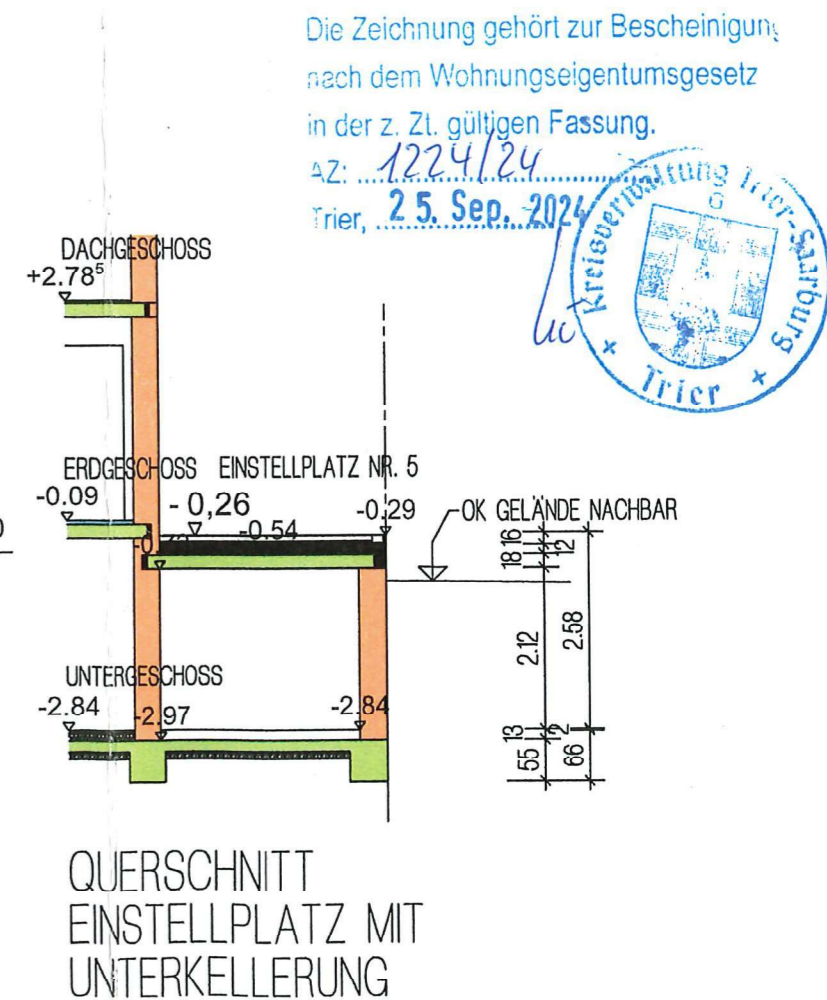 Die Zeichnung gehört zur Bescheinigung
nach dem Wohnungseigentumsgesetz
in der z. Zt. gültigen Fassung.
AZ: 1224/24
Trier, 25. Sep. 2024
Kreisverwaltung Trier-Saarburg
+ Trier +
DACHGESCHOSS
+2.78⁵
ERDGESCHOSS EINSTELLPLATZ NR. 5
-0.09
- 0,26
-0.54
-0.29
OK GELÄNDE NACHBAR
16
12
18
2.12
2.58
UNTERGESCHOSS
-2.84
-2.97
-2.84
13
12
55
66
QUERSCHNITT
EINSTELLPLATZ MIT
UNTERKELLERUNG